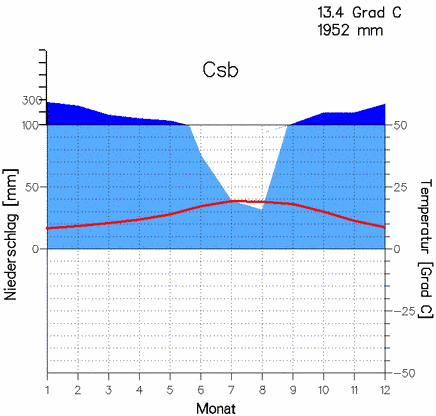 13.4 Grad C
1952 mm
Csb
300
100
50
0
50
25
0
−25
−50
Niederschlag [mm]
Temperatur [Grad C]
1 2 3 4 5 6 7 8 9 10 11 12
Monat